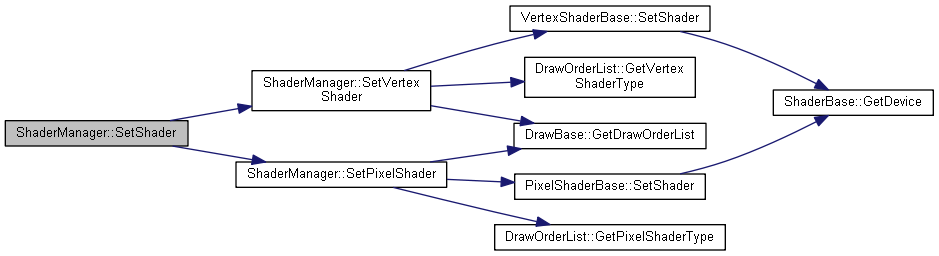 VertexShaderBase::SetShader
DrawOrderList::GetVertex
ShaderType
ShaderManager::SetVertex
Shader
ShaderBase::GetDevice
ShaderManager::SetShader
DrawBase::GetDrawOrderList
ShaderManager::SetPixelShader
PixelShaderBase::SetShader
DrawOrderList::GetPixelShaderType